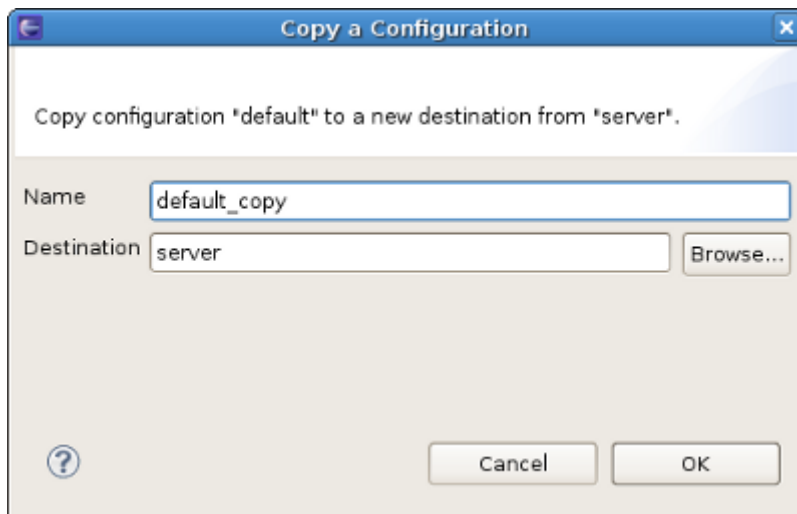 Copy a Configuration
Copy configuration "default" to a new destination from "server".
Name default_copy
Destination server Browse...
? Cancel OK